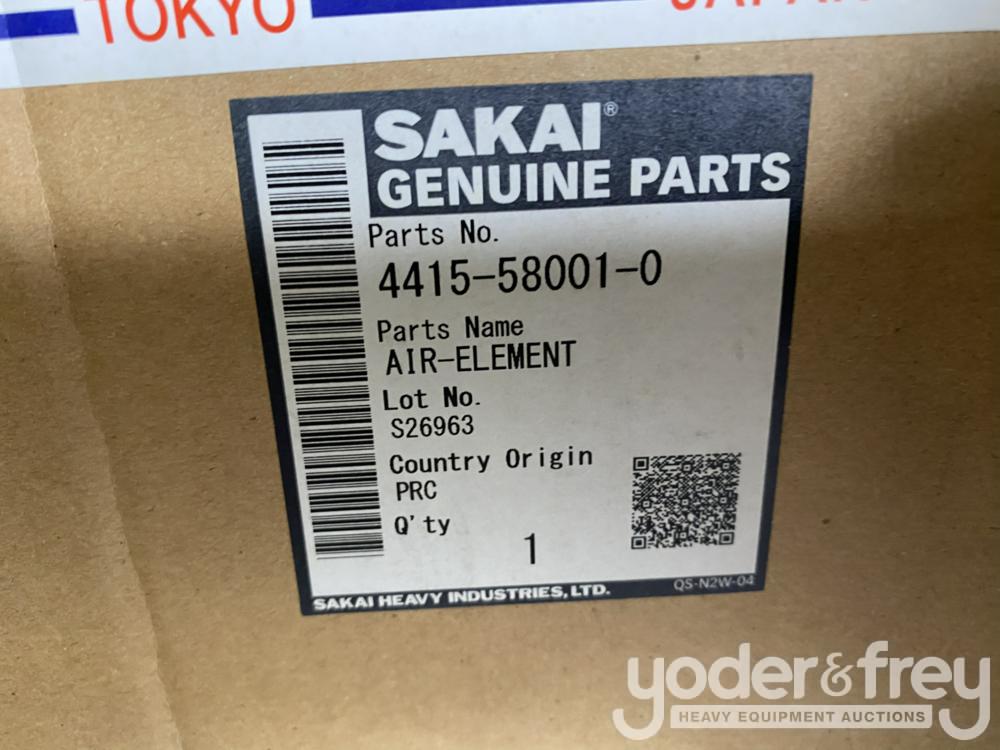 TOKYO JAPAN
SAKAI®
GENUINE PARTS
Parts No.
4415-58001-0
Parts Name
AIR-ELEMENT
Lot No.
S26963
Country Origin
PRC
Q'ty
1
SAKAI HEAVY INDUSTRIES, LTD. QS-N2W-04
yoder&frey
HEAVY EQUIPMENT AUCTIONS